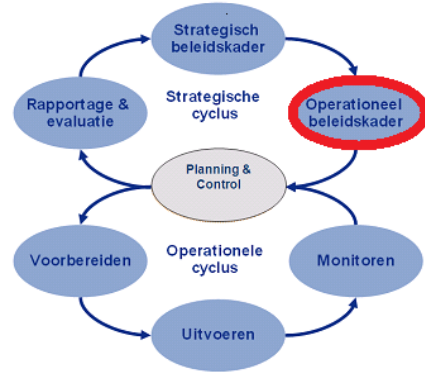 Strategisch
beleidskader
Rapportage &
evaluatie
Strategische
cyclus
Operationeel
beleidskader
Planning &
Control
Voorbereiden
Operationele
cyclus
Monitoren
Uitvoeren